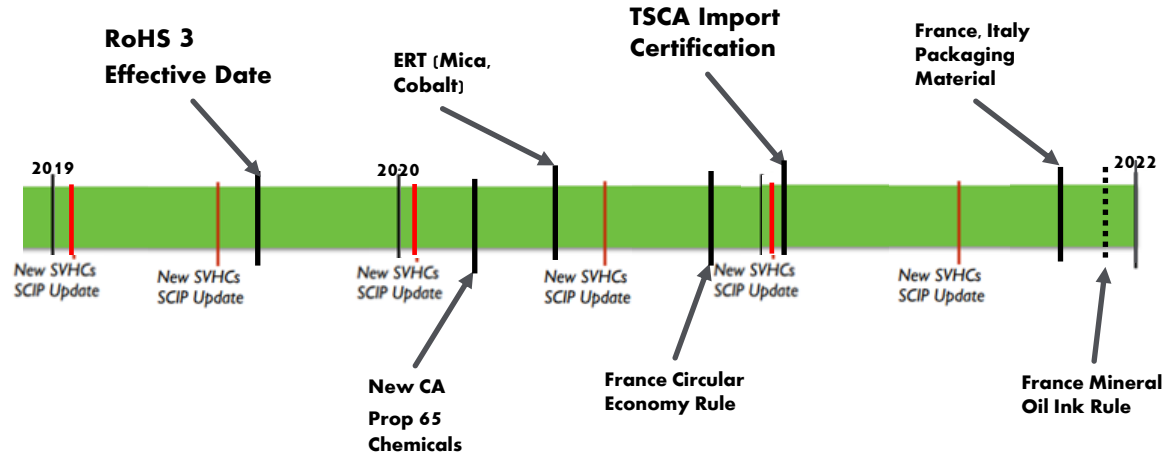 RoHS 3
Effective Date
ERT (Mica,
Cobalt)
TSCA Import
Certification
France, Italy
Packaging
Material
2019
2020
2022
New SVHCs
SCIP Update
New SVHCs
SCIP Update
New SVHCs
SCIP Update
New SVHCs
SCIP Update
New SVHCs
SCIP Update
New SVHCs
SCIP Update
New CA
Prop 65
Chemicals
France Circular
Economy Rule
France Mineral
Oil Ink Rule